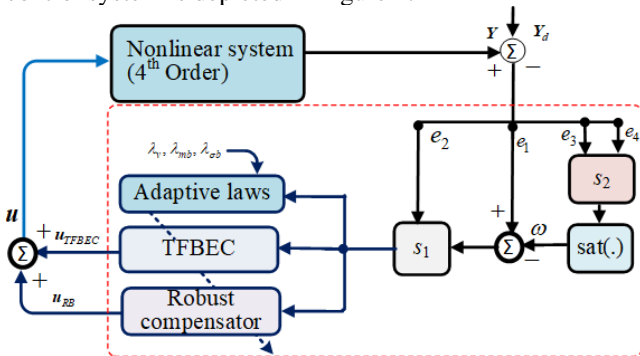 Y
Y_d
Nonlinear system
(4th Order)
Σ
+
−
e_2
e_1
e_3
e_4
λ_v, λ_mb, λ_σb
Adaptive laws
s_2
u
+
u_TFBEC
TFBEC
s_1
+
ω
Σ
−
sat(.)
Σ
+
u_RB
Robust
compensator